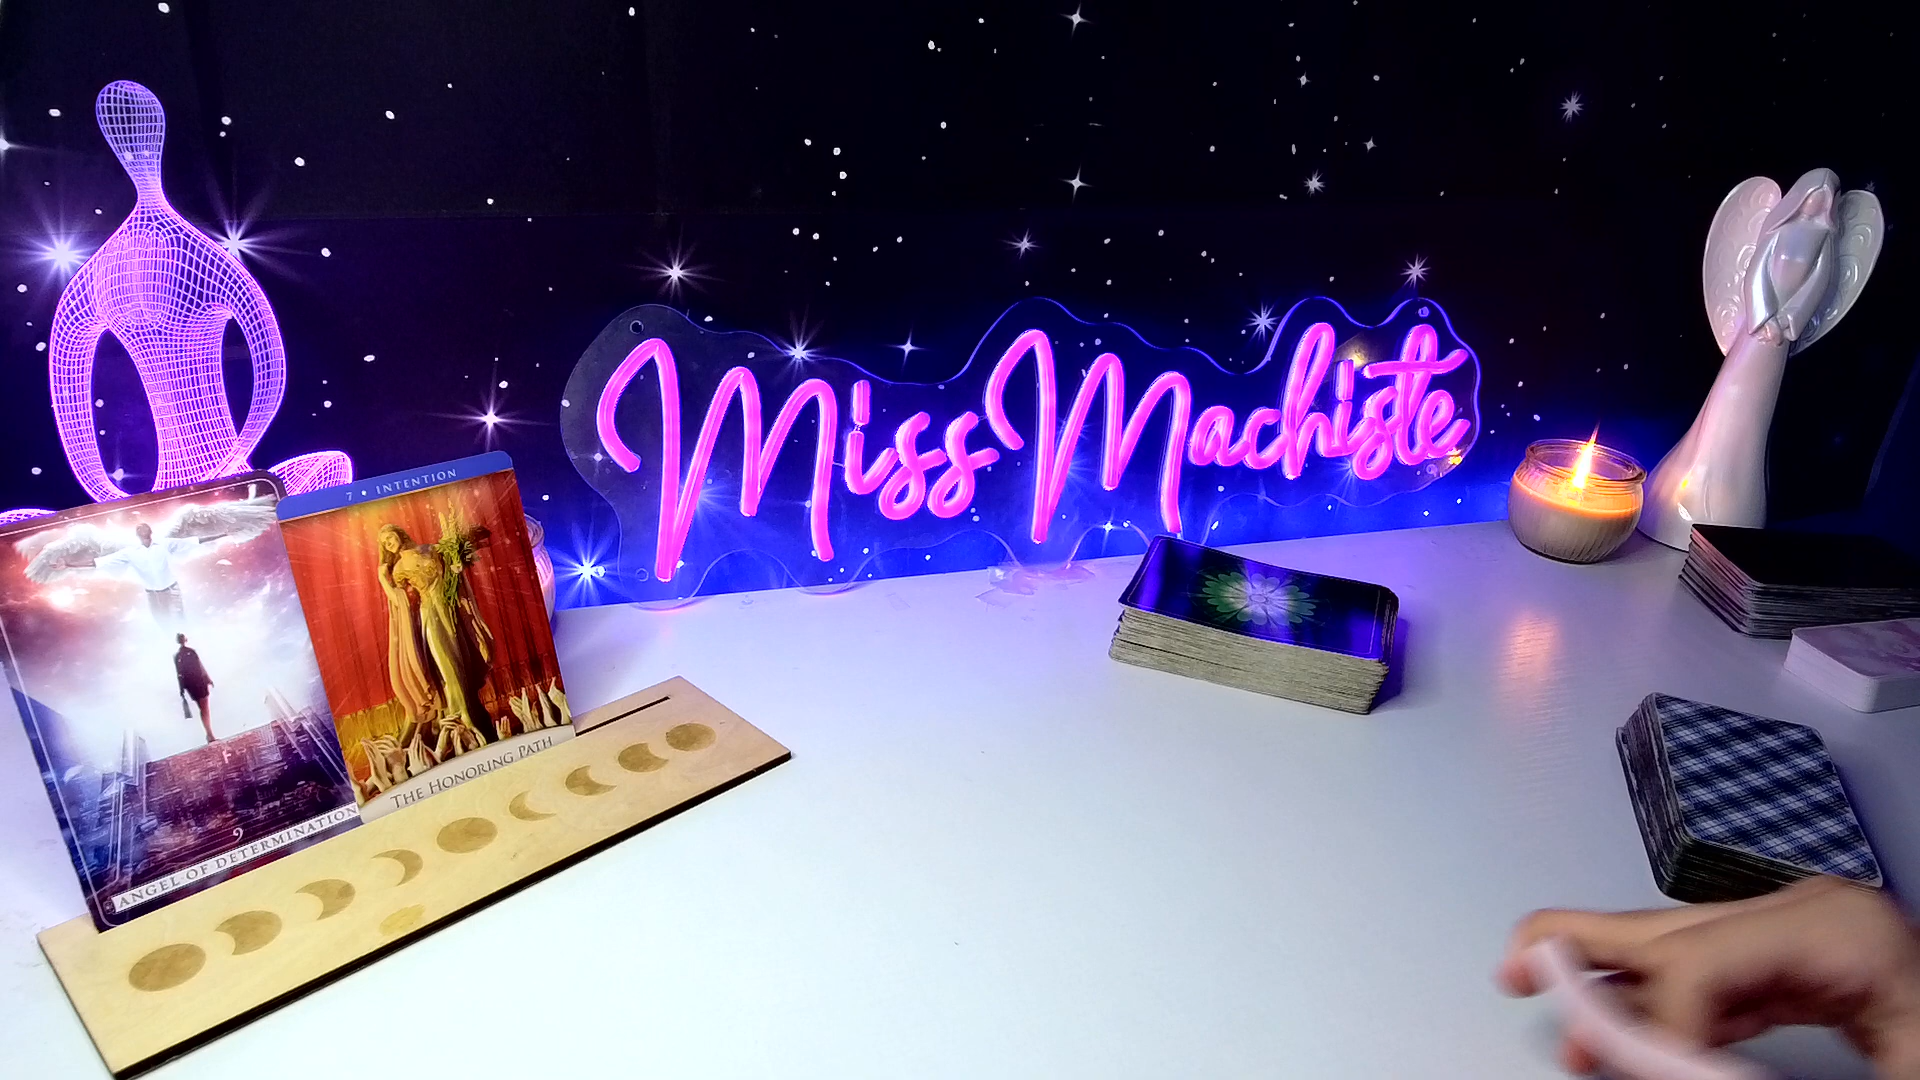 Miss Machiste
7 • INTENTION
THE HONORING PATH
ANGEL OF DETERMINATION